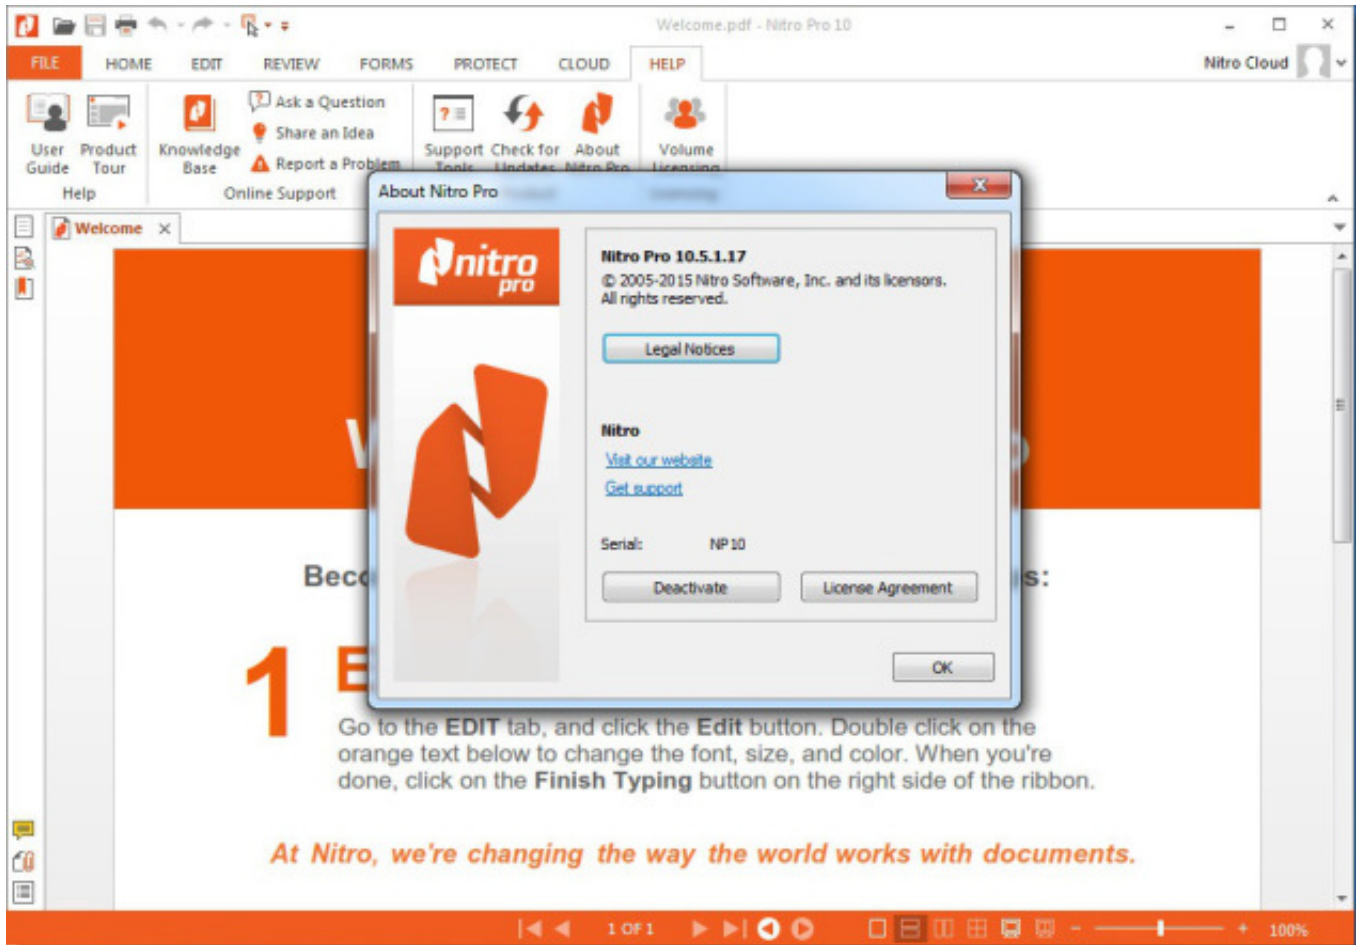 Welcome.pdf - Nitro Pro 10
FILE HOME EDIT REVIEW FORMS PROTECT CLOUD HELP Nitro Cloud
User Guide
Product Tour
Help
Knowledge Base
Ask a Question
Share an Idea
Report a Problem
Online Support
Support Tools
Check for Updates
About Nitro Pro
Volume Licensing
Welcome
About Nitro Pro
nitro
pro
Nitro Pro 10.5.1.17
© 2005-2015 Nitro Software, Inc. and its licensors.
All rights reserved.
Legal Notices
Nitro
Visit our website
Get support
Serial: NP10
Deactivate License Agreement
OK
1
Go to the EDIT tab, and click the Edit button. Double click on the
orange text below to change the font, size, and color. When you're
done, click on the Finish Typing button on the right side of the ribbon.
At Nitro, we're changing the way the world works with documents.
1 OF 1
100%